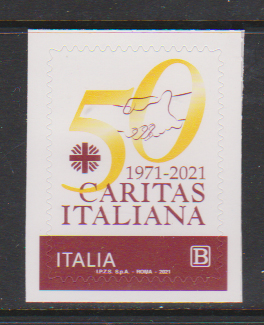 50
1971-2021
CARITAS
ITALIANA
ITALIA B
I.P.Z.S. S.p.A. - ROMA - 2021